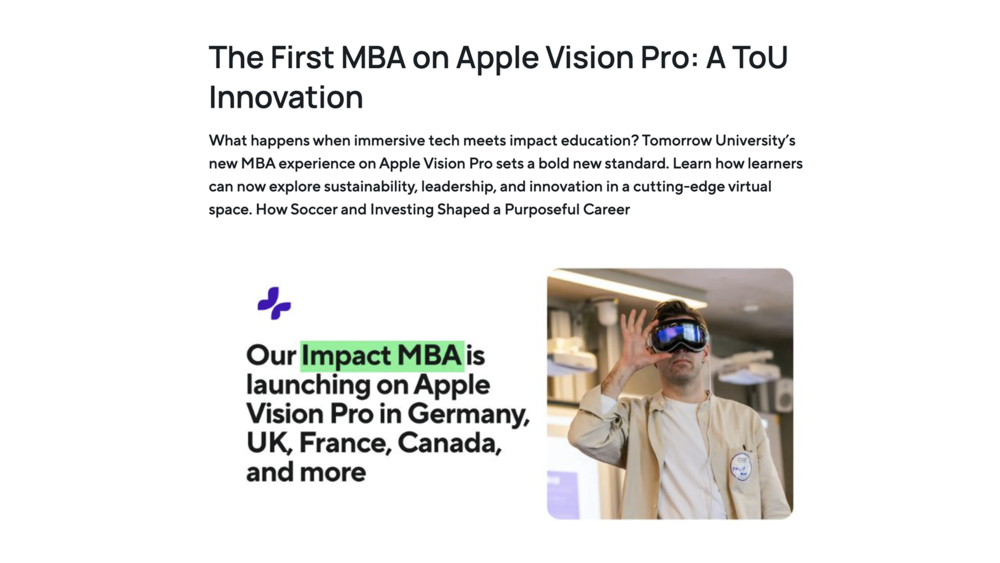 The First MBA on Apple Vision Pro: A ToU
Innovation
What happens when immersive tech meets impact education? Tomorrow University's
new MBA experience on Apple Vision Pro sets a bold new standard. Learn how learners
can now explore sustainability, leadership, and innovation in a cutting-edge virtual
space. How Soccer and Investing Shaped a Purposeful Career
Our Impact MBA is
launching on Apple
Vision Pro in Germany,
UK, France, Canada,
and more